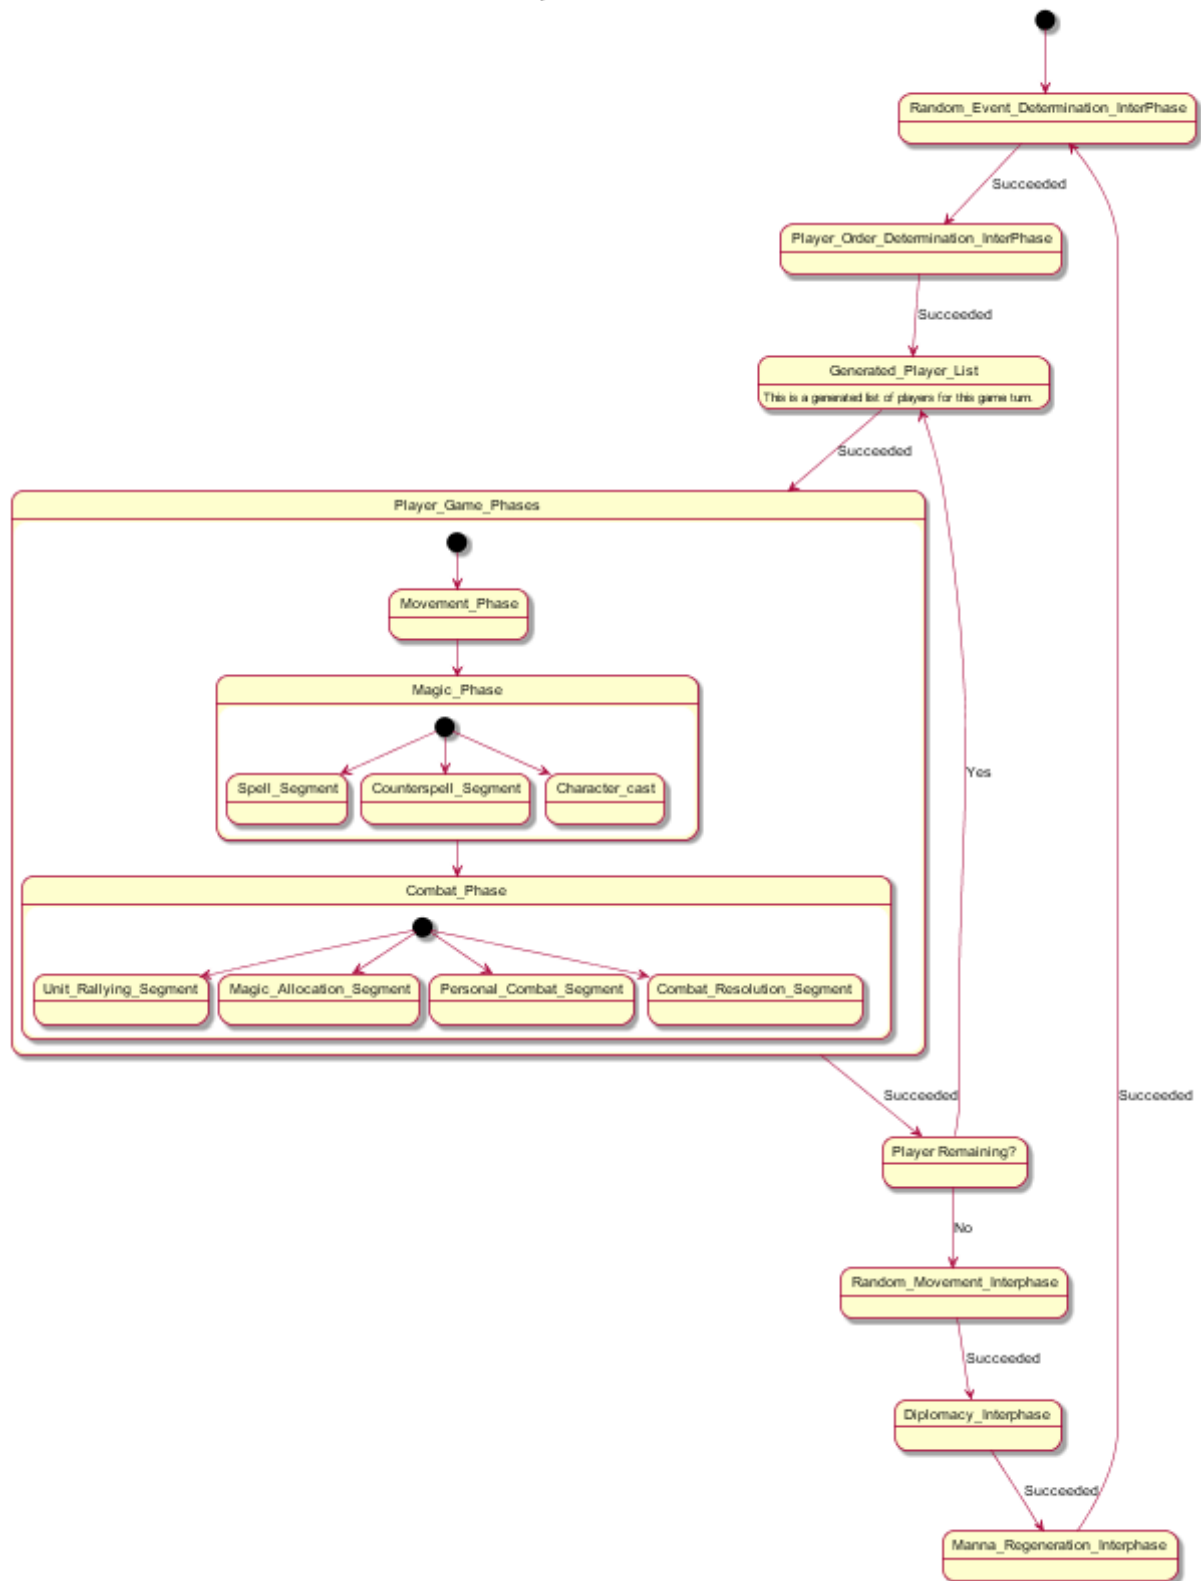 Random_Event_Determination_InterPhase
Succeeded
Player_Order_Determination_InterPhase
Succeeded
Generated_Player_List
This is a generated list of players for this game turn.
Succeeded
Player_Game_Phases
Movement_Phase
Magic_Phase
Spell_Segment
Counterspell_Segment
Character_cast
Yes
Combat_Phase
Unit_Rallying_Segment
Magic_Allocation_Segment
Personal_Combat_Segment
Combat_Resolution_Segment
Succeeded
Succeeded
Player Remaining?
No
Random_Movement_Interphase
Succeeded
Diplomacy_Interphase
Succeeded
Manna_Regeneration_Interphase